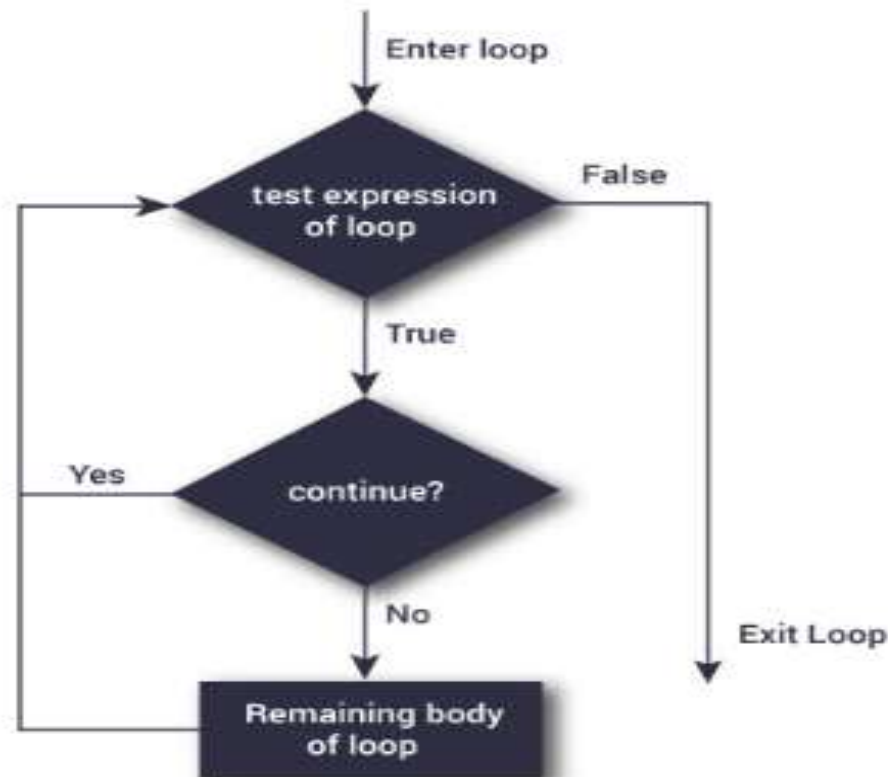 Enter loop
False
test expression
of loop
True
Yes
continue?
No
Exit Loop
Remaining body
of loop